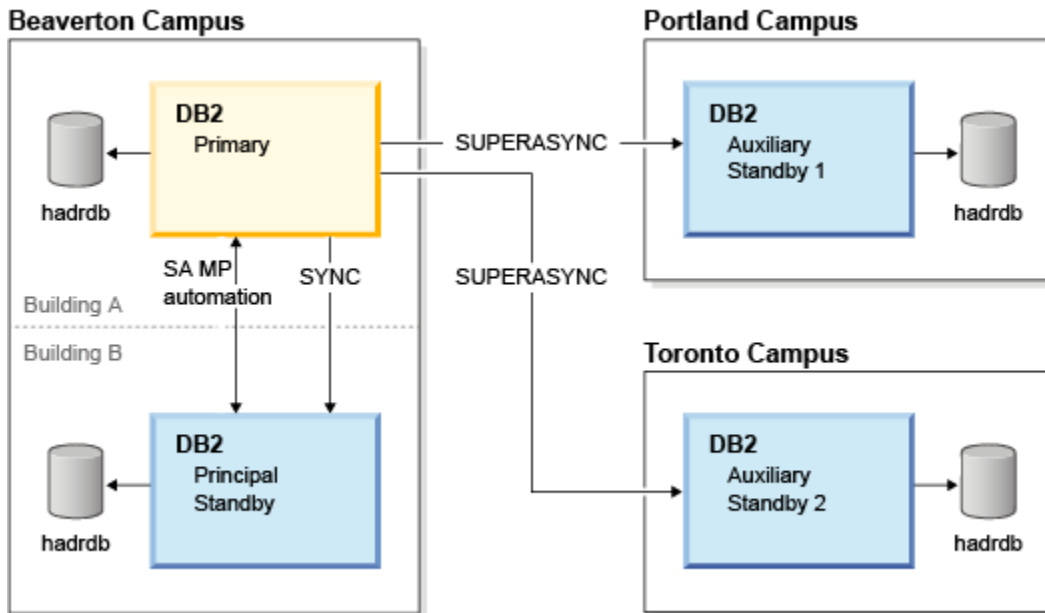 Beaverton Campus
DB2
Primary
hadrdb
SA MP
automation
SYNC
Building A
Building B
DB2
Principal
Standby
hadrdb
SUPERASYNC
SUPERASYNC
Portland Campus
DB2
Auxiliary
Standby 1
hadrdb
Toronto Campus
DB2
Auxiliary
Standby 2
hadrdb